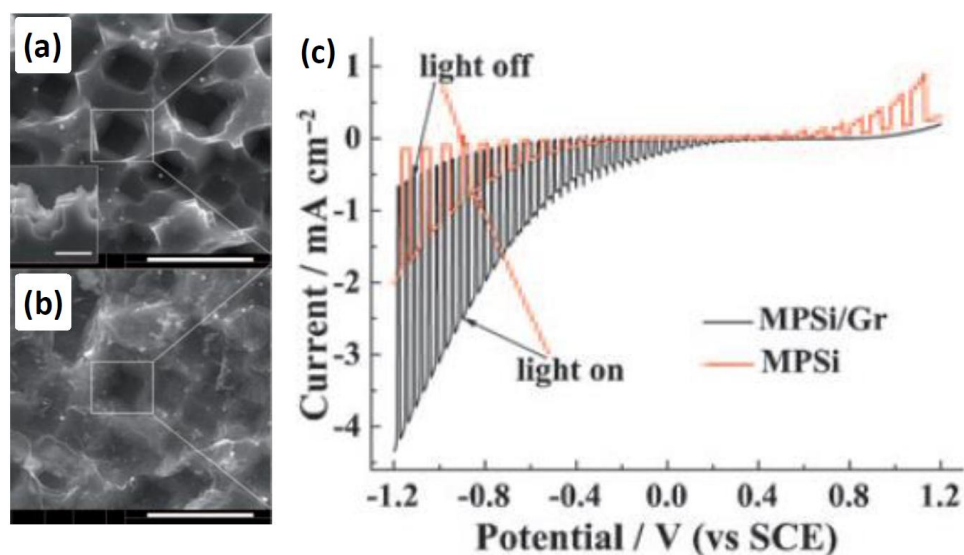 (a)
(b)
(c)
1
0
-1
-2
-3
-4
Current / mA cm⁻²
light off
light on
MPSi/Gr
MPSi
-1.2 -0.8 -0.4 0.0 0.4 0.8 1.2
Potential / V (vs SCE)